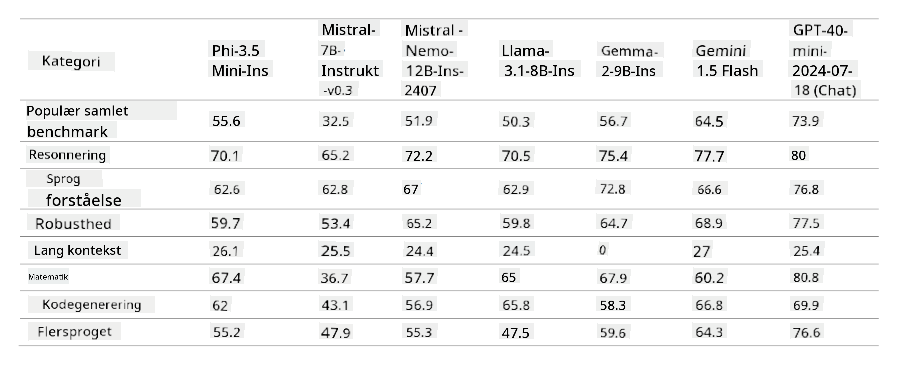 Kategori Phi-3.5 Mini-Ins Mistral-7B- Instrukt -v0.3 Mistral - Nemo-12B-Ins-2407 Llama-3.1-8B-Ins Gemma-2-9B-Ins Gemini 1.5 Flash GPT-40-mini-2024-07-18 (Chat)
Populær samlet benchmark 55.6 32.5 51.9 50.3 56.7 64.5 73.9
Resonnering 70.1 65.2 72.2 70.5 75.4 77.7 80
Sprog forståelse 62.6 62.8 67 62.9 72.8 66.6 76.8
Robusthed 59.7 53.4 65.2 59.8 64.7 68.9 77.5
Lang kontekst 26.1 25.5 24.4 24.5 0 27 25.4
Matematik 67.4 36.7 57.7 65 67.9 60.2 80.8
Kodegenerering 62 43.1 56.9 65.8 58.3 66.8 69.9
Flersproget 55.2 47.9 55.3 47.5 59.6 64.3 76.6